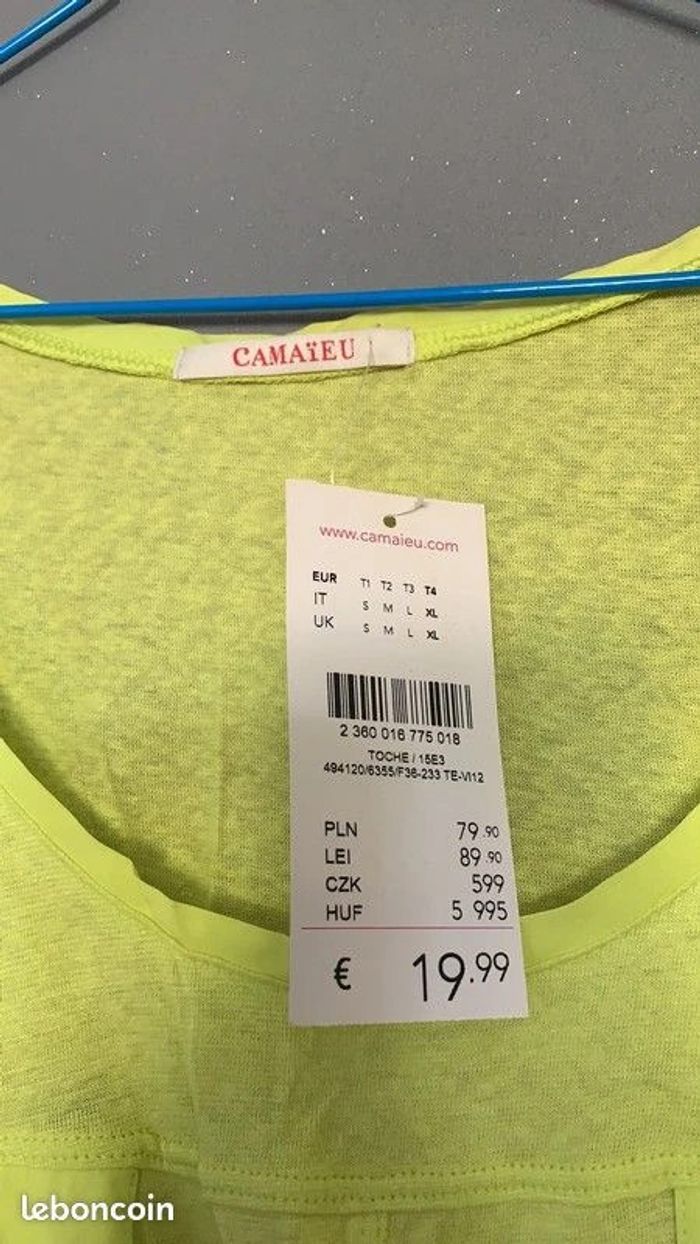 CAMAÏEU
www.camaieu.com
EUR T1 T2 T3 T4
IT S M L XL
UK S M L XL
2 360 016 775 018
TOCHE / 15E3
494120/6355/F36-233 TE-VI12
PLN 79.90
LEI 89.90
CZK 599
HUF 5 995
€ 19.99
leboncoin